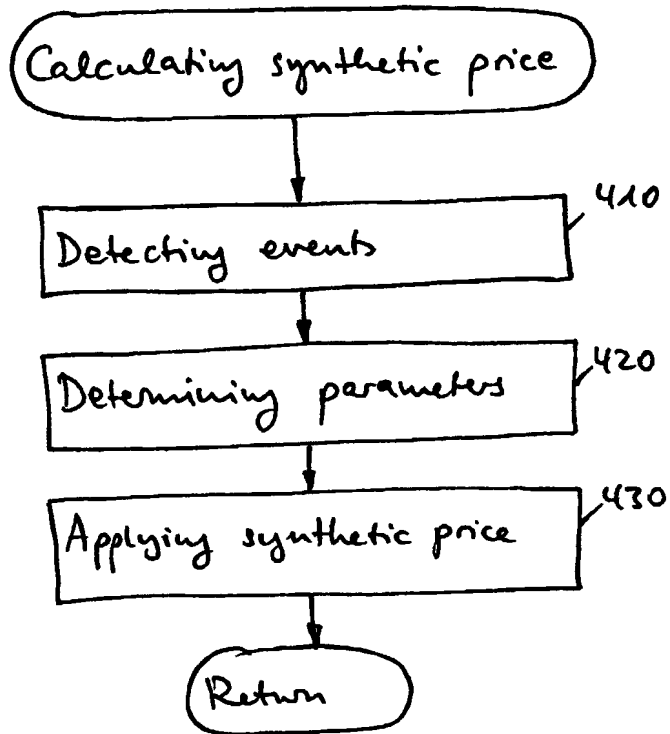 Calculating synthetic price
410
Detecting events
420
Determining parameters
430
Applying synthetic price
Return